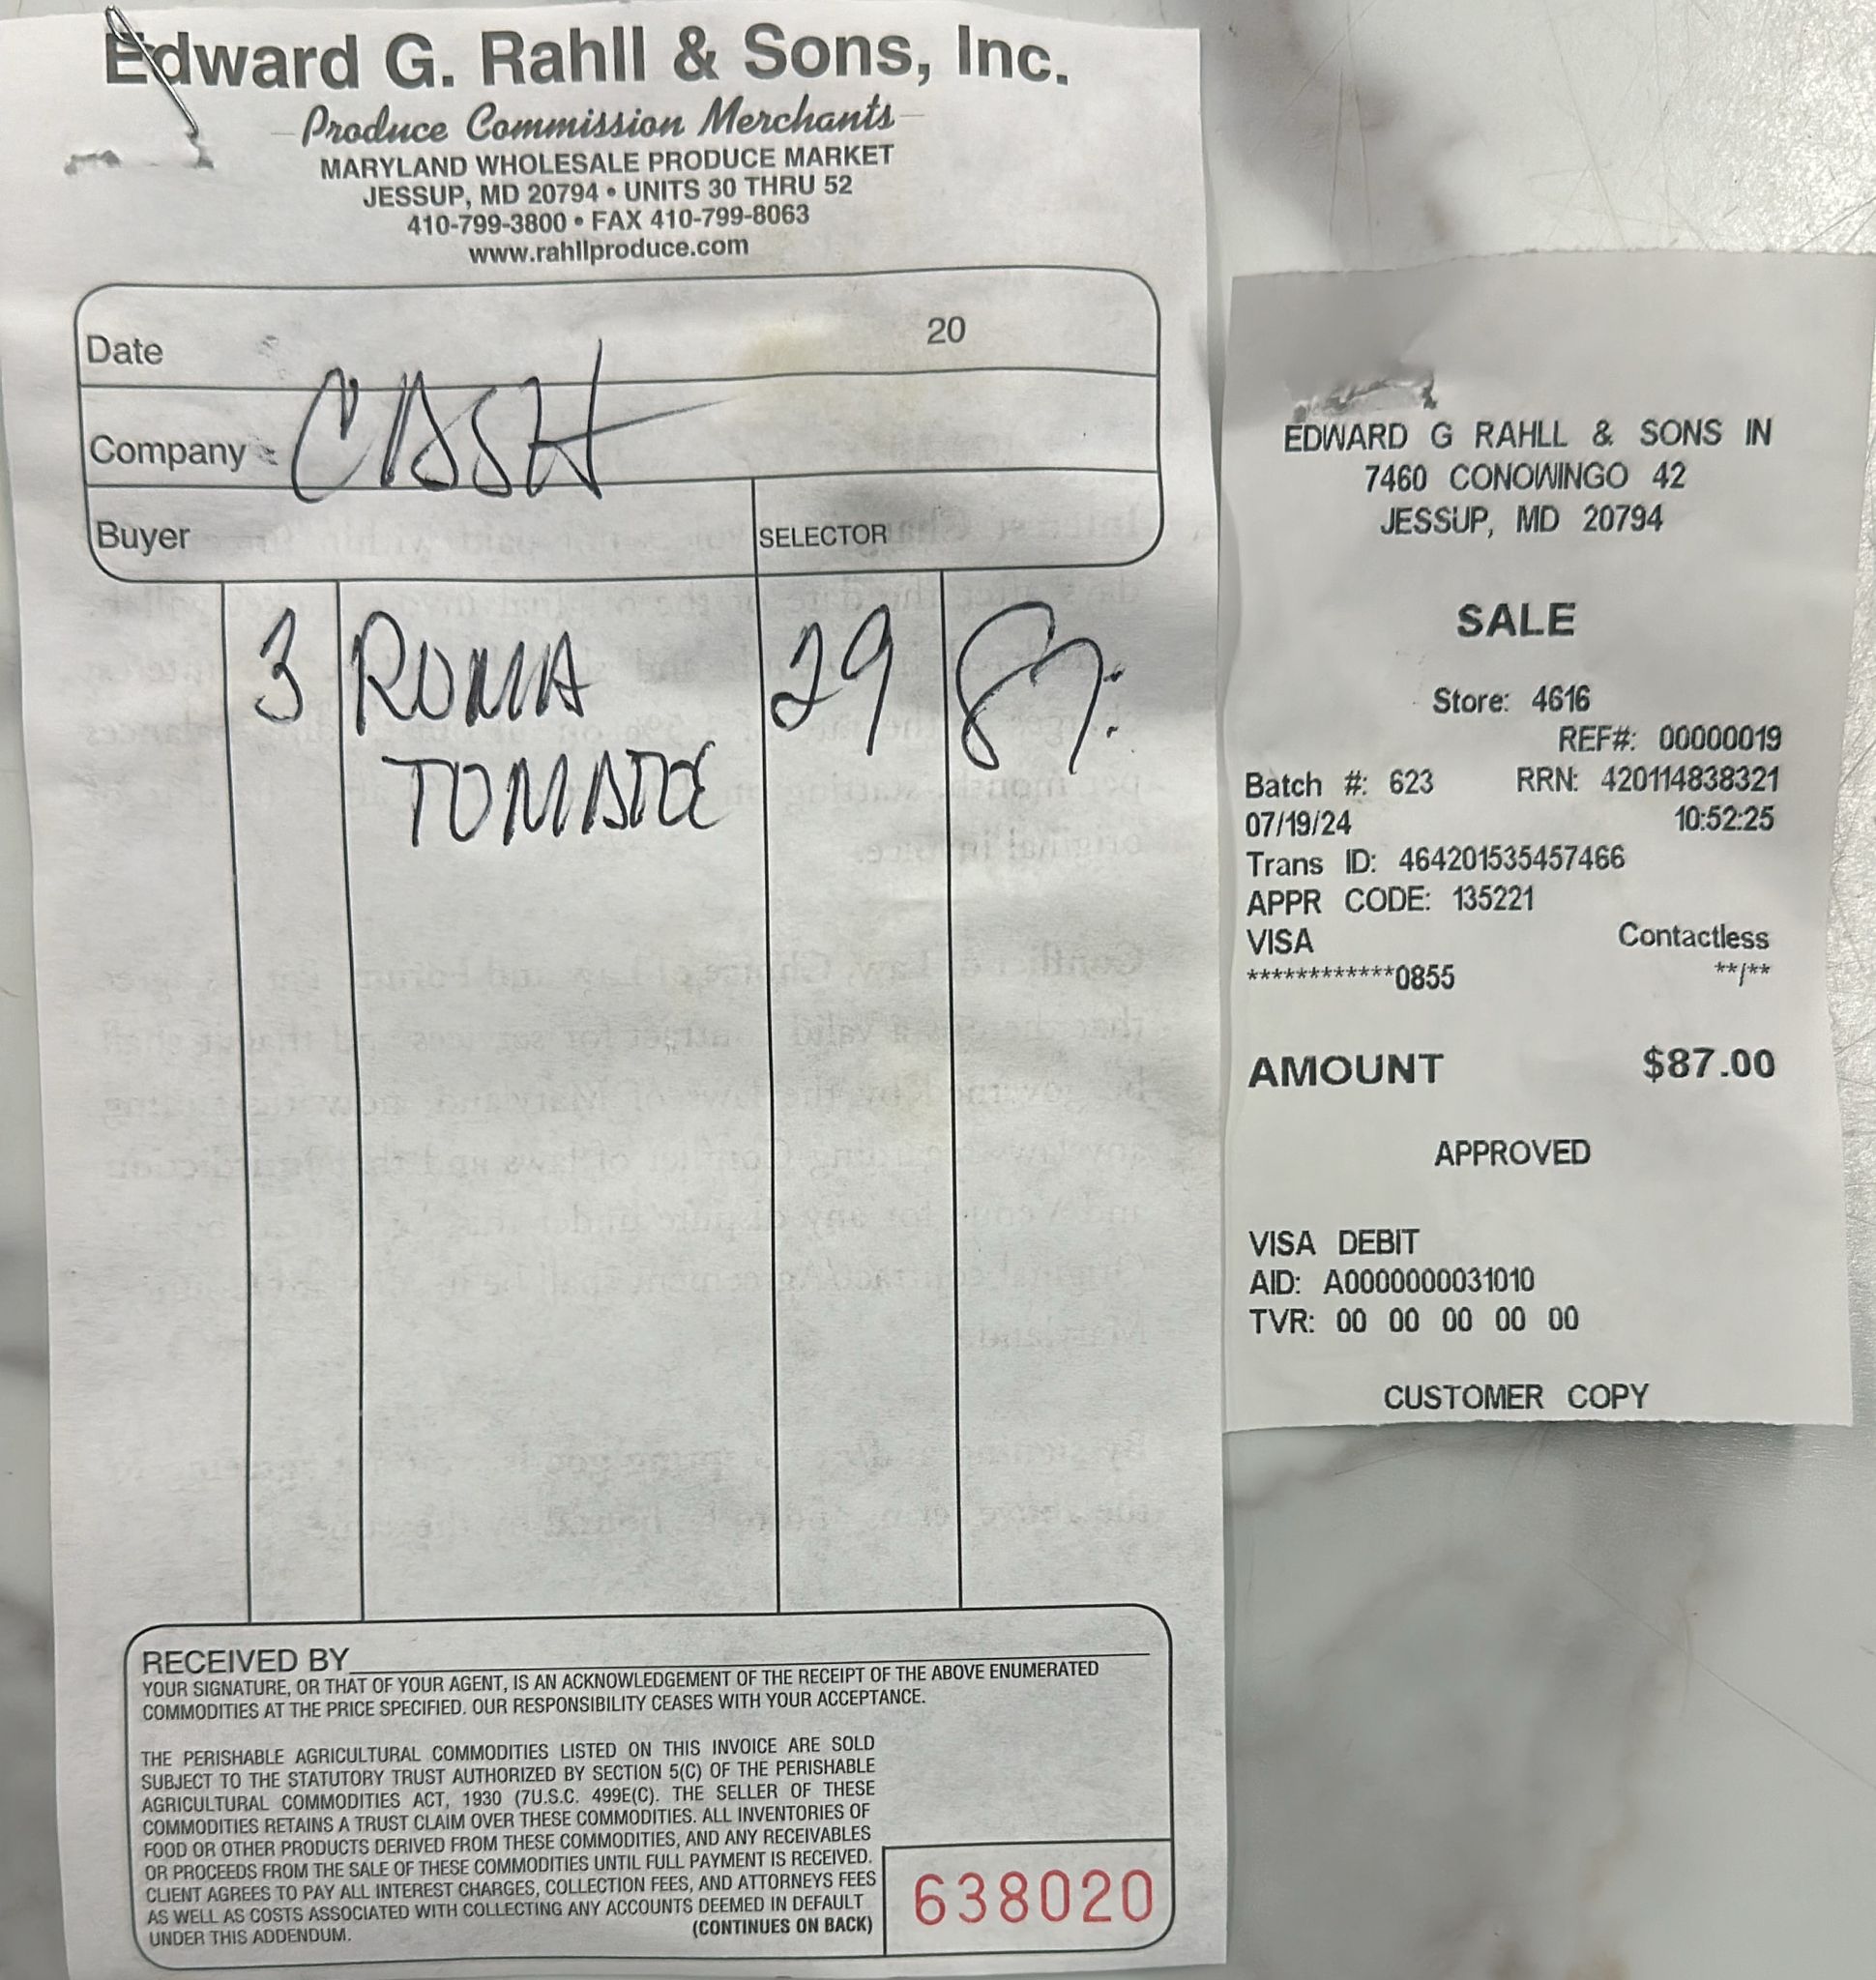 Edward G. Rahll & Sons, Inc.
Produce Commission Merchants
MARYLAND WHOLESALE PRODUCE MARKET
JESSUP, MD 20794 • UNITS 30 THRU 52
410-799-3800 • FAX 410-799-8063
www.rahllproduce.com
Date 20
Company CASH
Buyer SELECTOR
3 ROMA 29 87.
TOMATOE
RECEIVED BY
YOUR SIGNATURE, OR THAT OF YOUR AGENT, IS AN ACKNOWLEDGEMENT OF THE RECEIPT OF THE ABOVE ENUMERATED
COMMODITIES AT THE PRICE SPECIFIED. OUR RESPONSIBILITY CEASES WITH YOUR ACCEPTANCE.
THE PERISHABLE AGRICULTURAL COMMODITIES LISTED ON THIS INVOICE ARE SOLD
SUBJECT TO THE STATUTORY TRUST AUTHORIZED BY SECTION 5(C) OF THE PERISHABLE
AGRICULTURAL COMMODITIES ACT, 1930 (7U.S.C. 499E(C). THE SELLER OF THESE
COMMODITIES RETAINS A TRUST CLAIM OVER THESE COMMODITIES. ALL INVENTORIES OF
FOOD OR OTHER PRODUCTS DERIVED FROM THESE COMMODITIES, AND ANY RECEIVABLES
OR PROCEEDS FROM THE SALE OF THESE COMMODITIES UNTIL FULL PAYMENT IS RECEIVED.
CLIENT AGREES TO PAY ALL INTEREST CHARGES, COLLECTION FEES, AND ATTORNEYS FEES
AS WELL AS COSTS ASSOCIATED WITH COLLECTING ANY ACCOUNTS DEEMED IN DEFAULT
UNDER THIS ADDENDUM. (CONTINUES ON BACK)
638020
EDWARD G RAHLL & SONS IN
7460 CONOWINGO 42
JESSUP, MD 20794
SALE
Store: 4616
REF#: 00000019
Batch #: 623 RRN: 420114838321
07/19/24 10:52:25
Trans ID: 464201535457466
APPR CODE: 135221
VISA Contactless
************0855 **/**
AMOUNT $87.00
APPROVED
VISA DEBIT
AID: A0000000031010
TVR: 00 00 00 00 00
CUSTOMER COPY